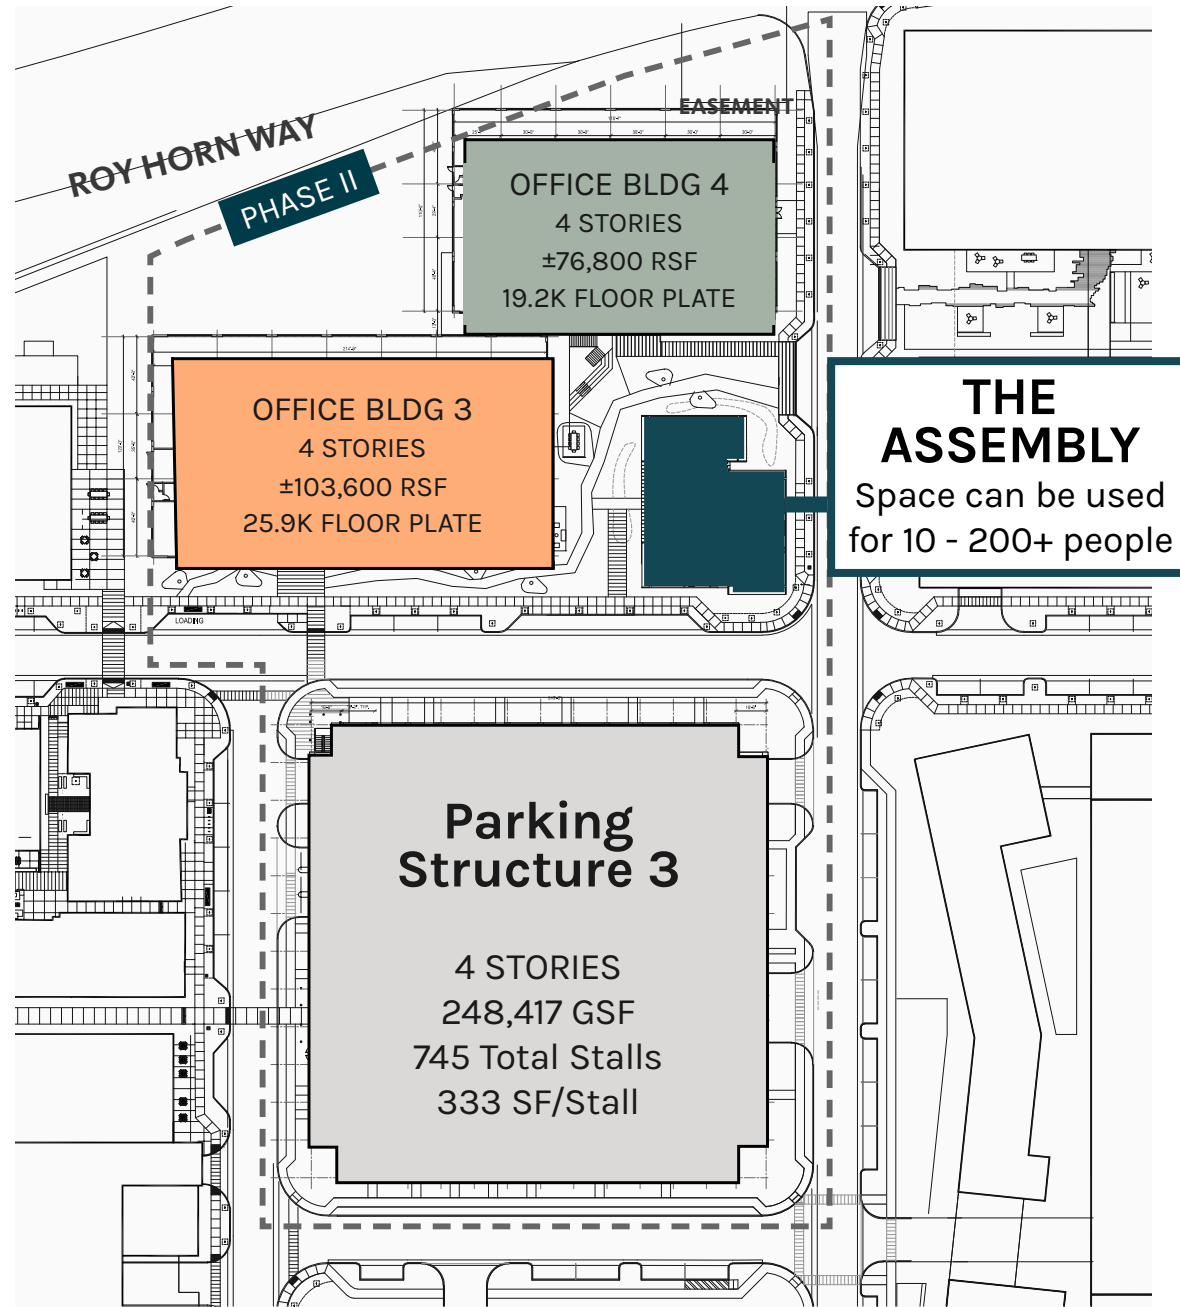 EASEMENT
ROY HORN WAY
PHASE II
OFFICE BLDG 4
4 STORIES
±76,800 RSF
19.2K FLOOR PLATE
OFFICE BLDG 3
4 STORIES
±103,600 RSF
25.9K FLOOR PLATE
THE
ASSEMBLY
Space can be used
for 10 - 200+ people
LOADING
Parking
Structure 3
4 STORIES
248,417 GSF
745 Total Stalls
333 SF/Stall